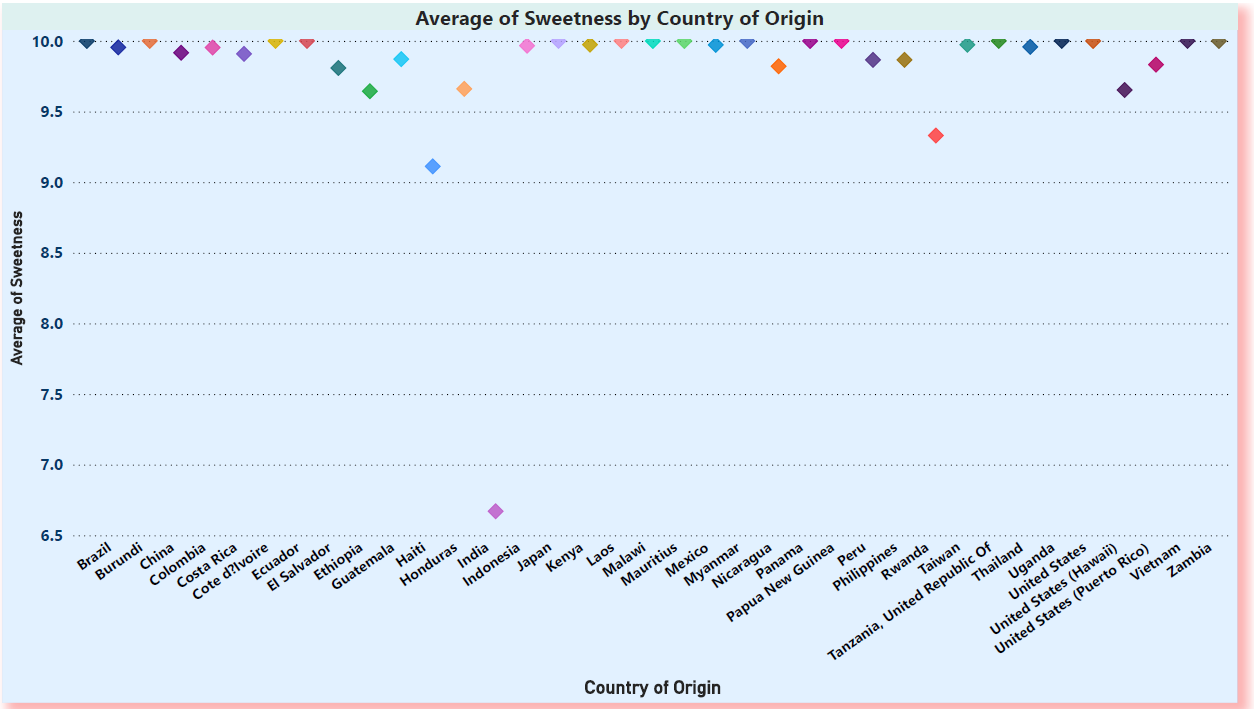 Average of Sweetness by Country of Origin
10.0
9.5
9.0
8.5
8.0
7.5
7.0
6.5
Average of Sweetness
Brazil
Burundi
China
Colombia
Costa Rica
Cote d?Ivoire
Ecuador
El Salvador
Ethiopia
Guatemala
Haiti
Honduras
India
Indonesia
Japan
Kenya
Laos
Malawi
Mauritius
Mexico
Myanmar
Nicaragua
Panama
Papua New Guinea
Peru
Philippines
Rwanda
Taiwan
Tanzania, United Republic Of
Thailand
Uganda
United States
United States (Hawaii)
United States (Puerto Rico)
Vietnam
Zambia
Country of Origin